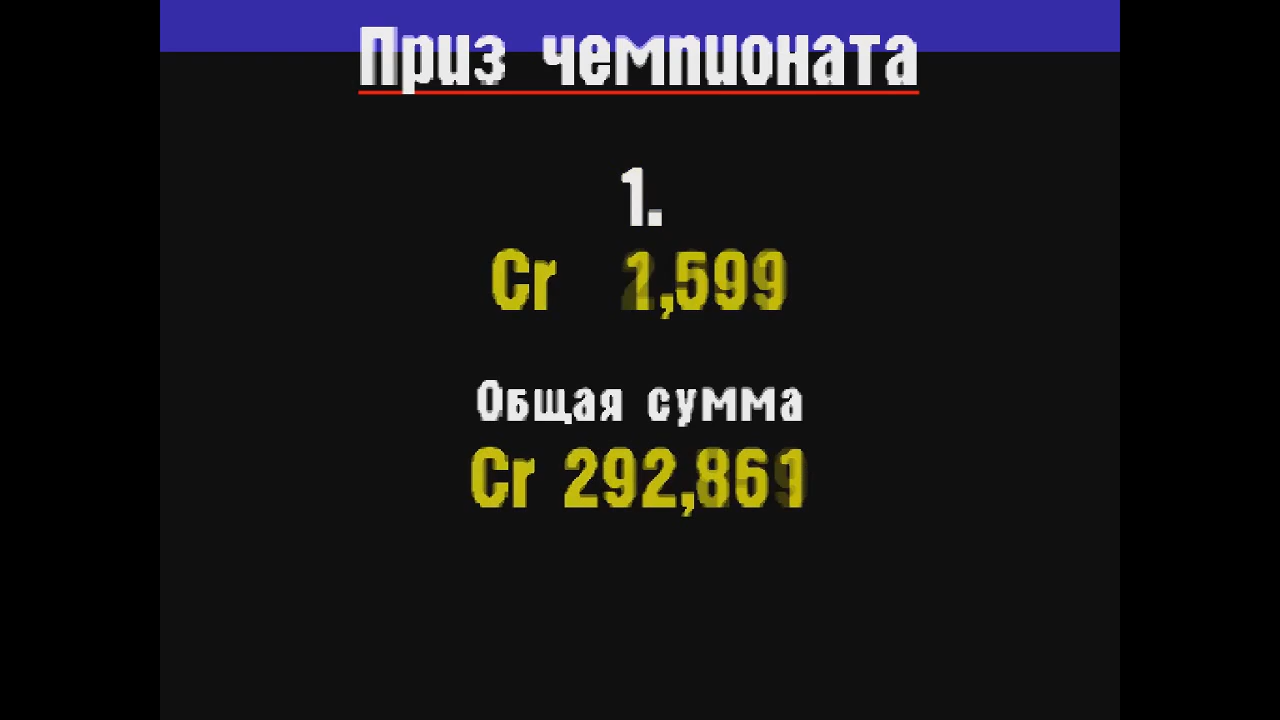 Приз чемпионата
1.
Cr 1,599
Общая сумма
Cr 292,861